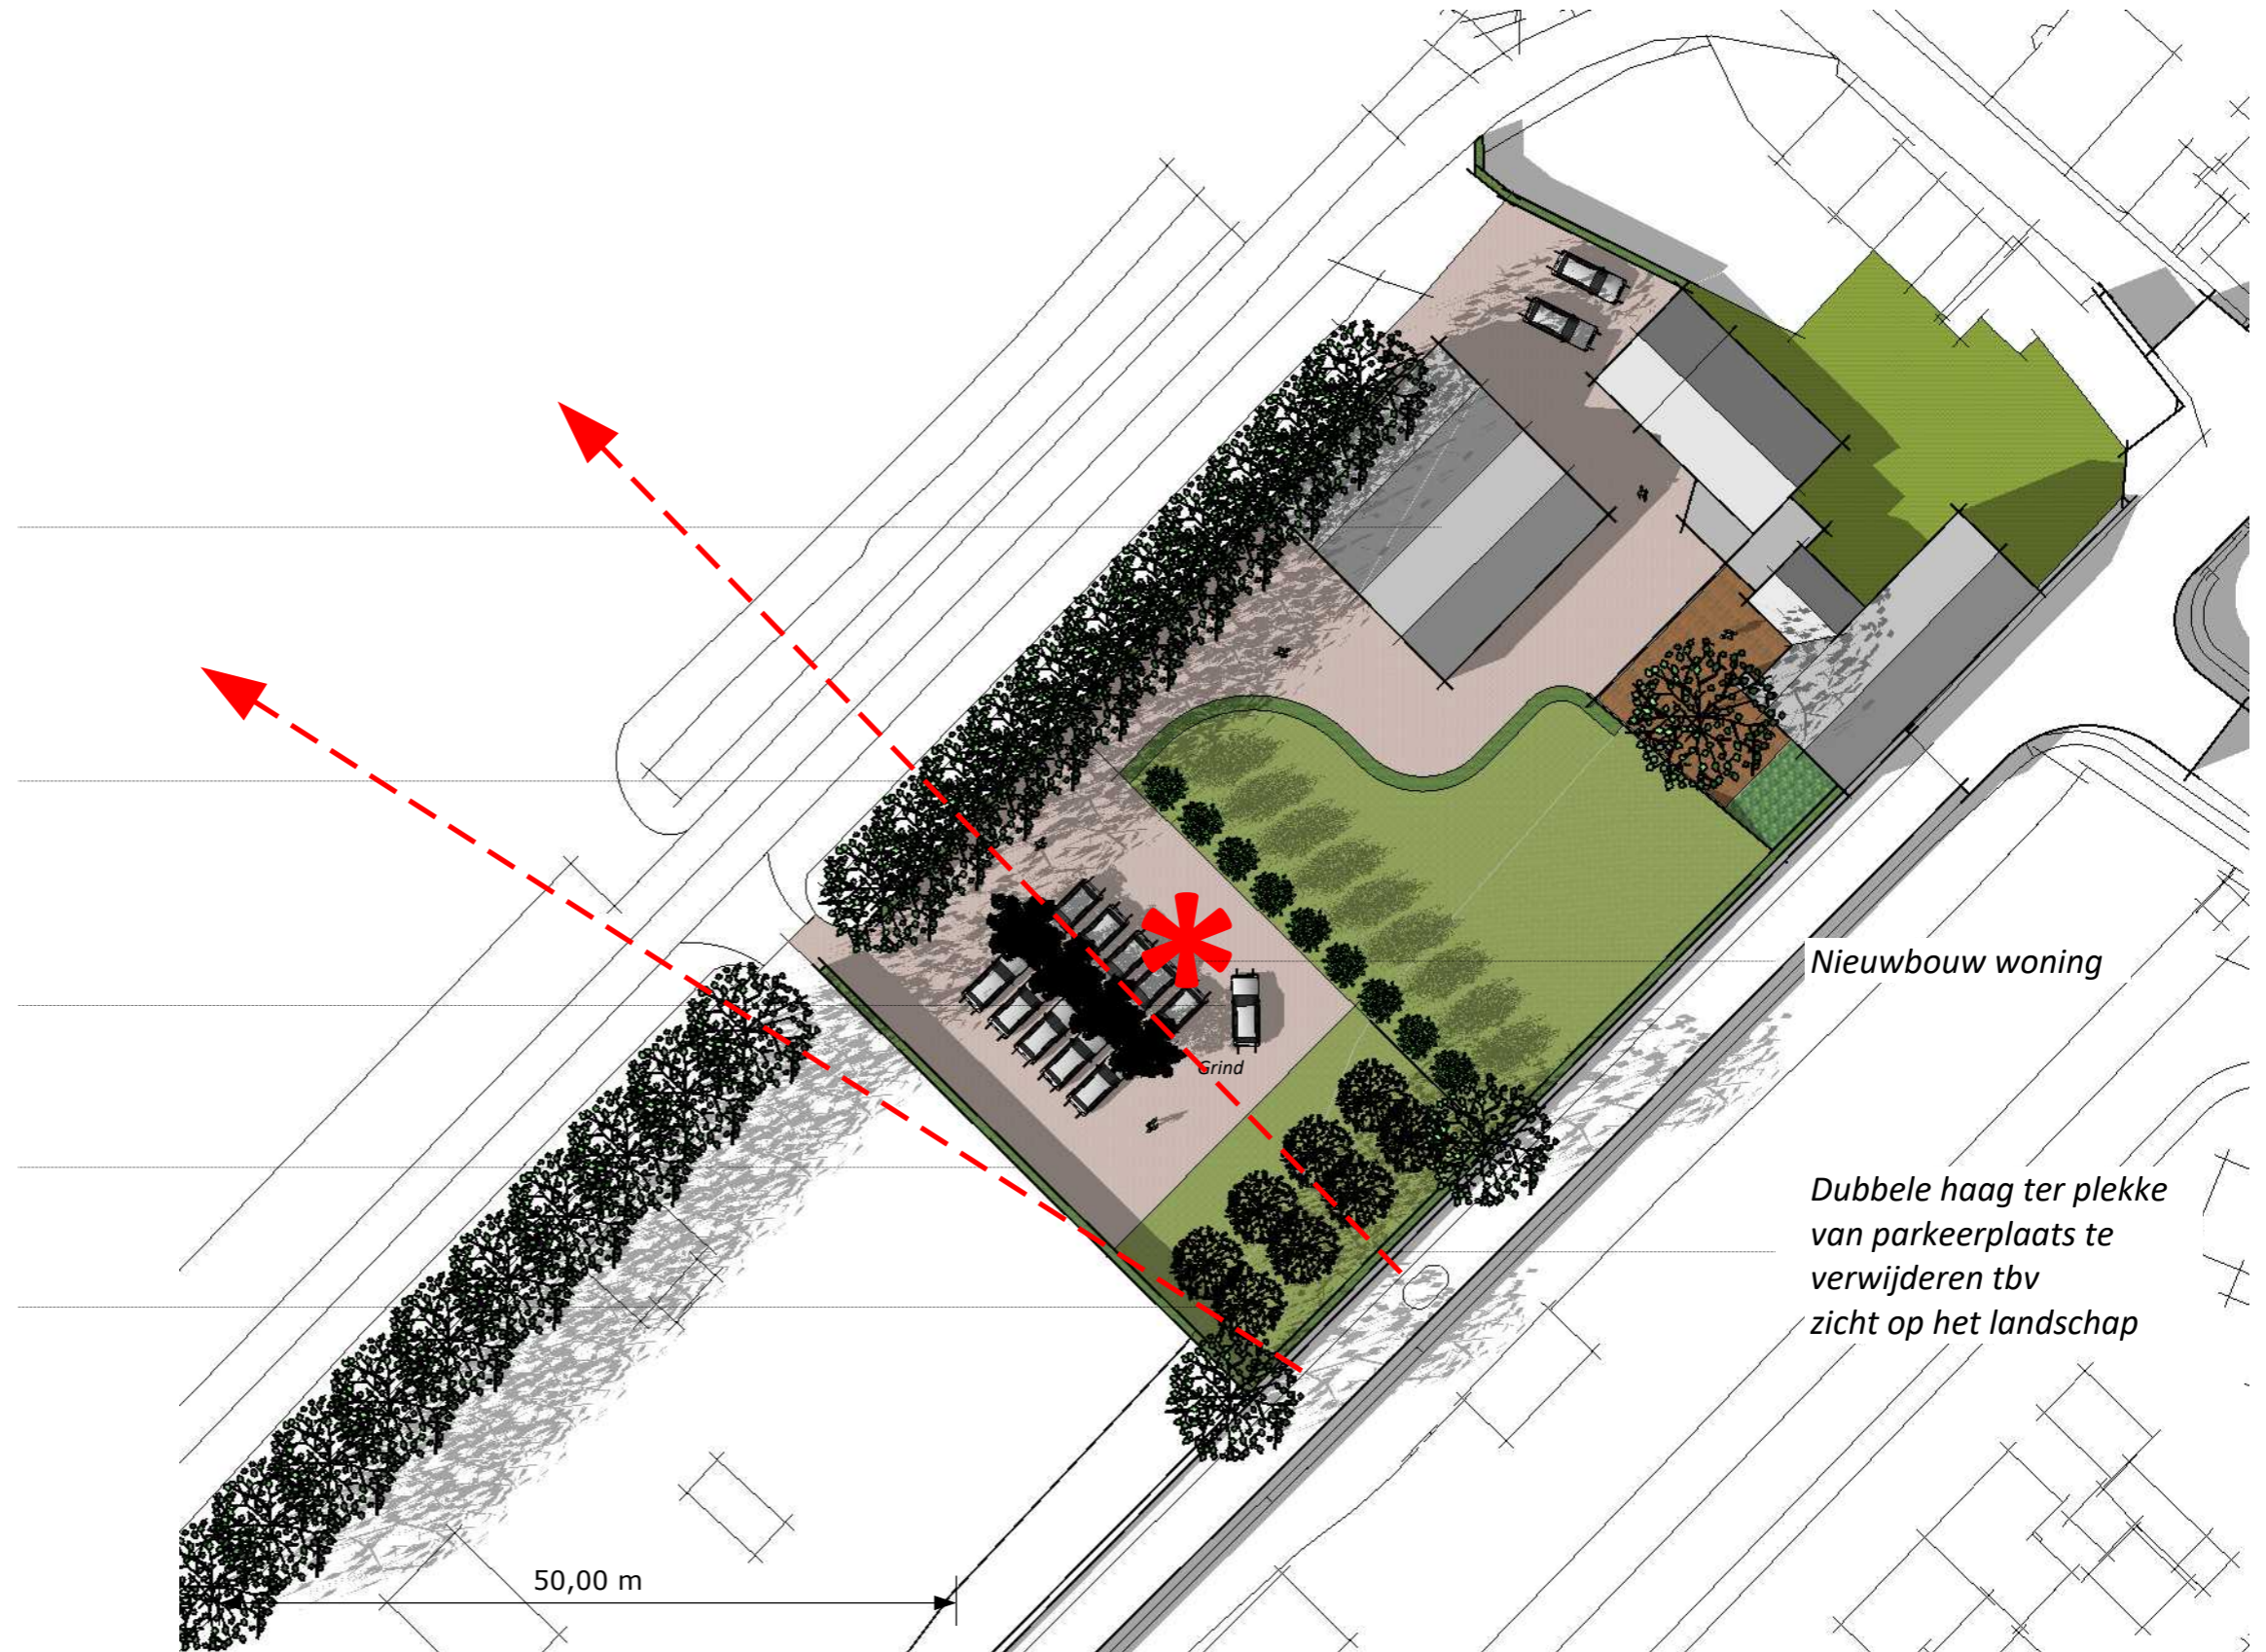 Nieuwbouw woning
Grind
Dubbele haag ter plekke
van parkeerplaats te
verwijderen tbv
zicht op het landschap
50,00 m